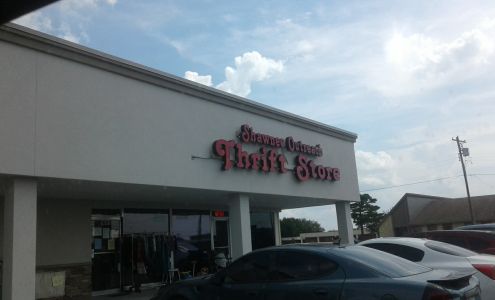 Shawnee Outreach
Thrift Store